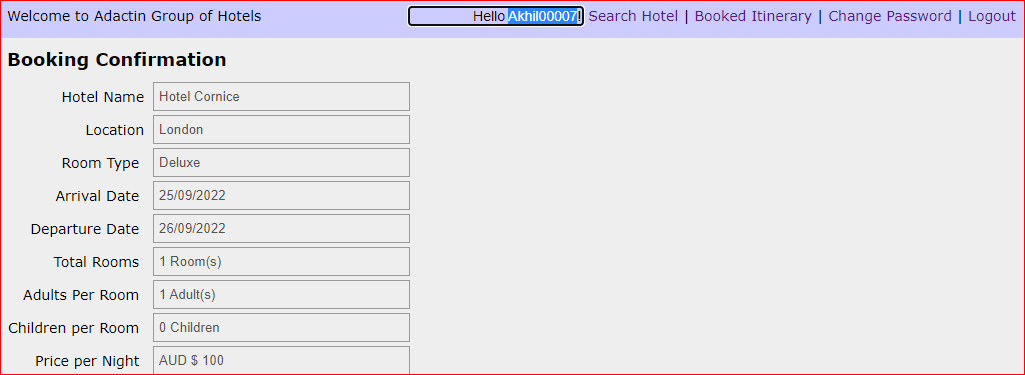 Welcome to Adactin Group of Hotels Hello Akhil00007! Search Hotel | Booked Itinerary | Change Password | Logout
Booking Confirmation
Hotel Name Hotel Cornice
Location London
Room Type Deluxe
Arrival Date 25/09/2022
Departure Date 26/09/2022
Total Rooms 1 Room(s)
Adults Per Room 1 Adult(s)
Children per Room 0 Children
Price per Night AUD $ 100